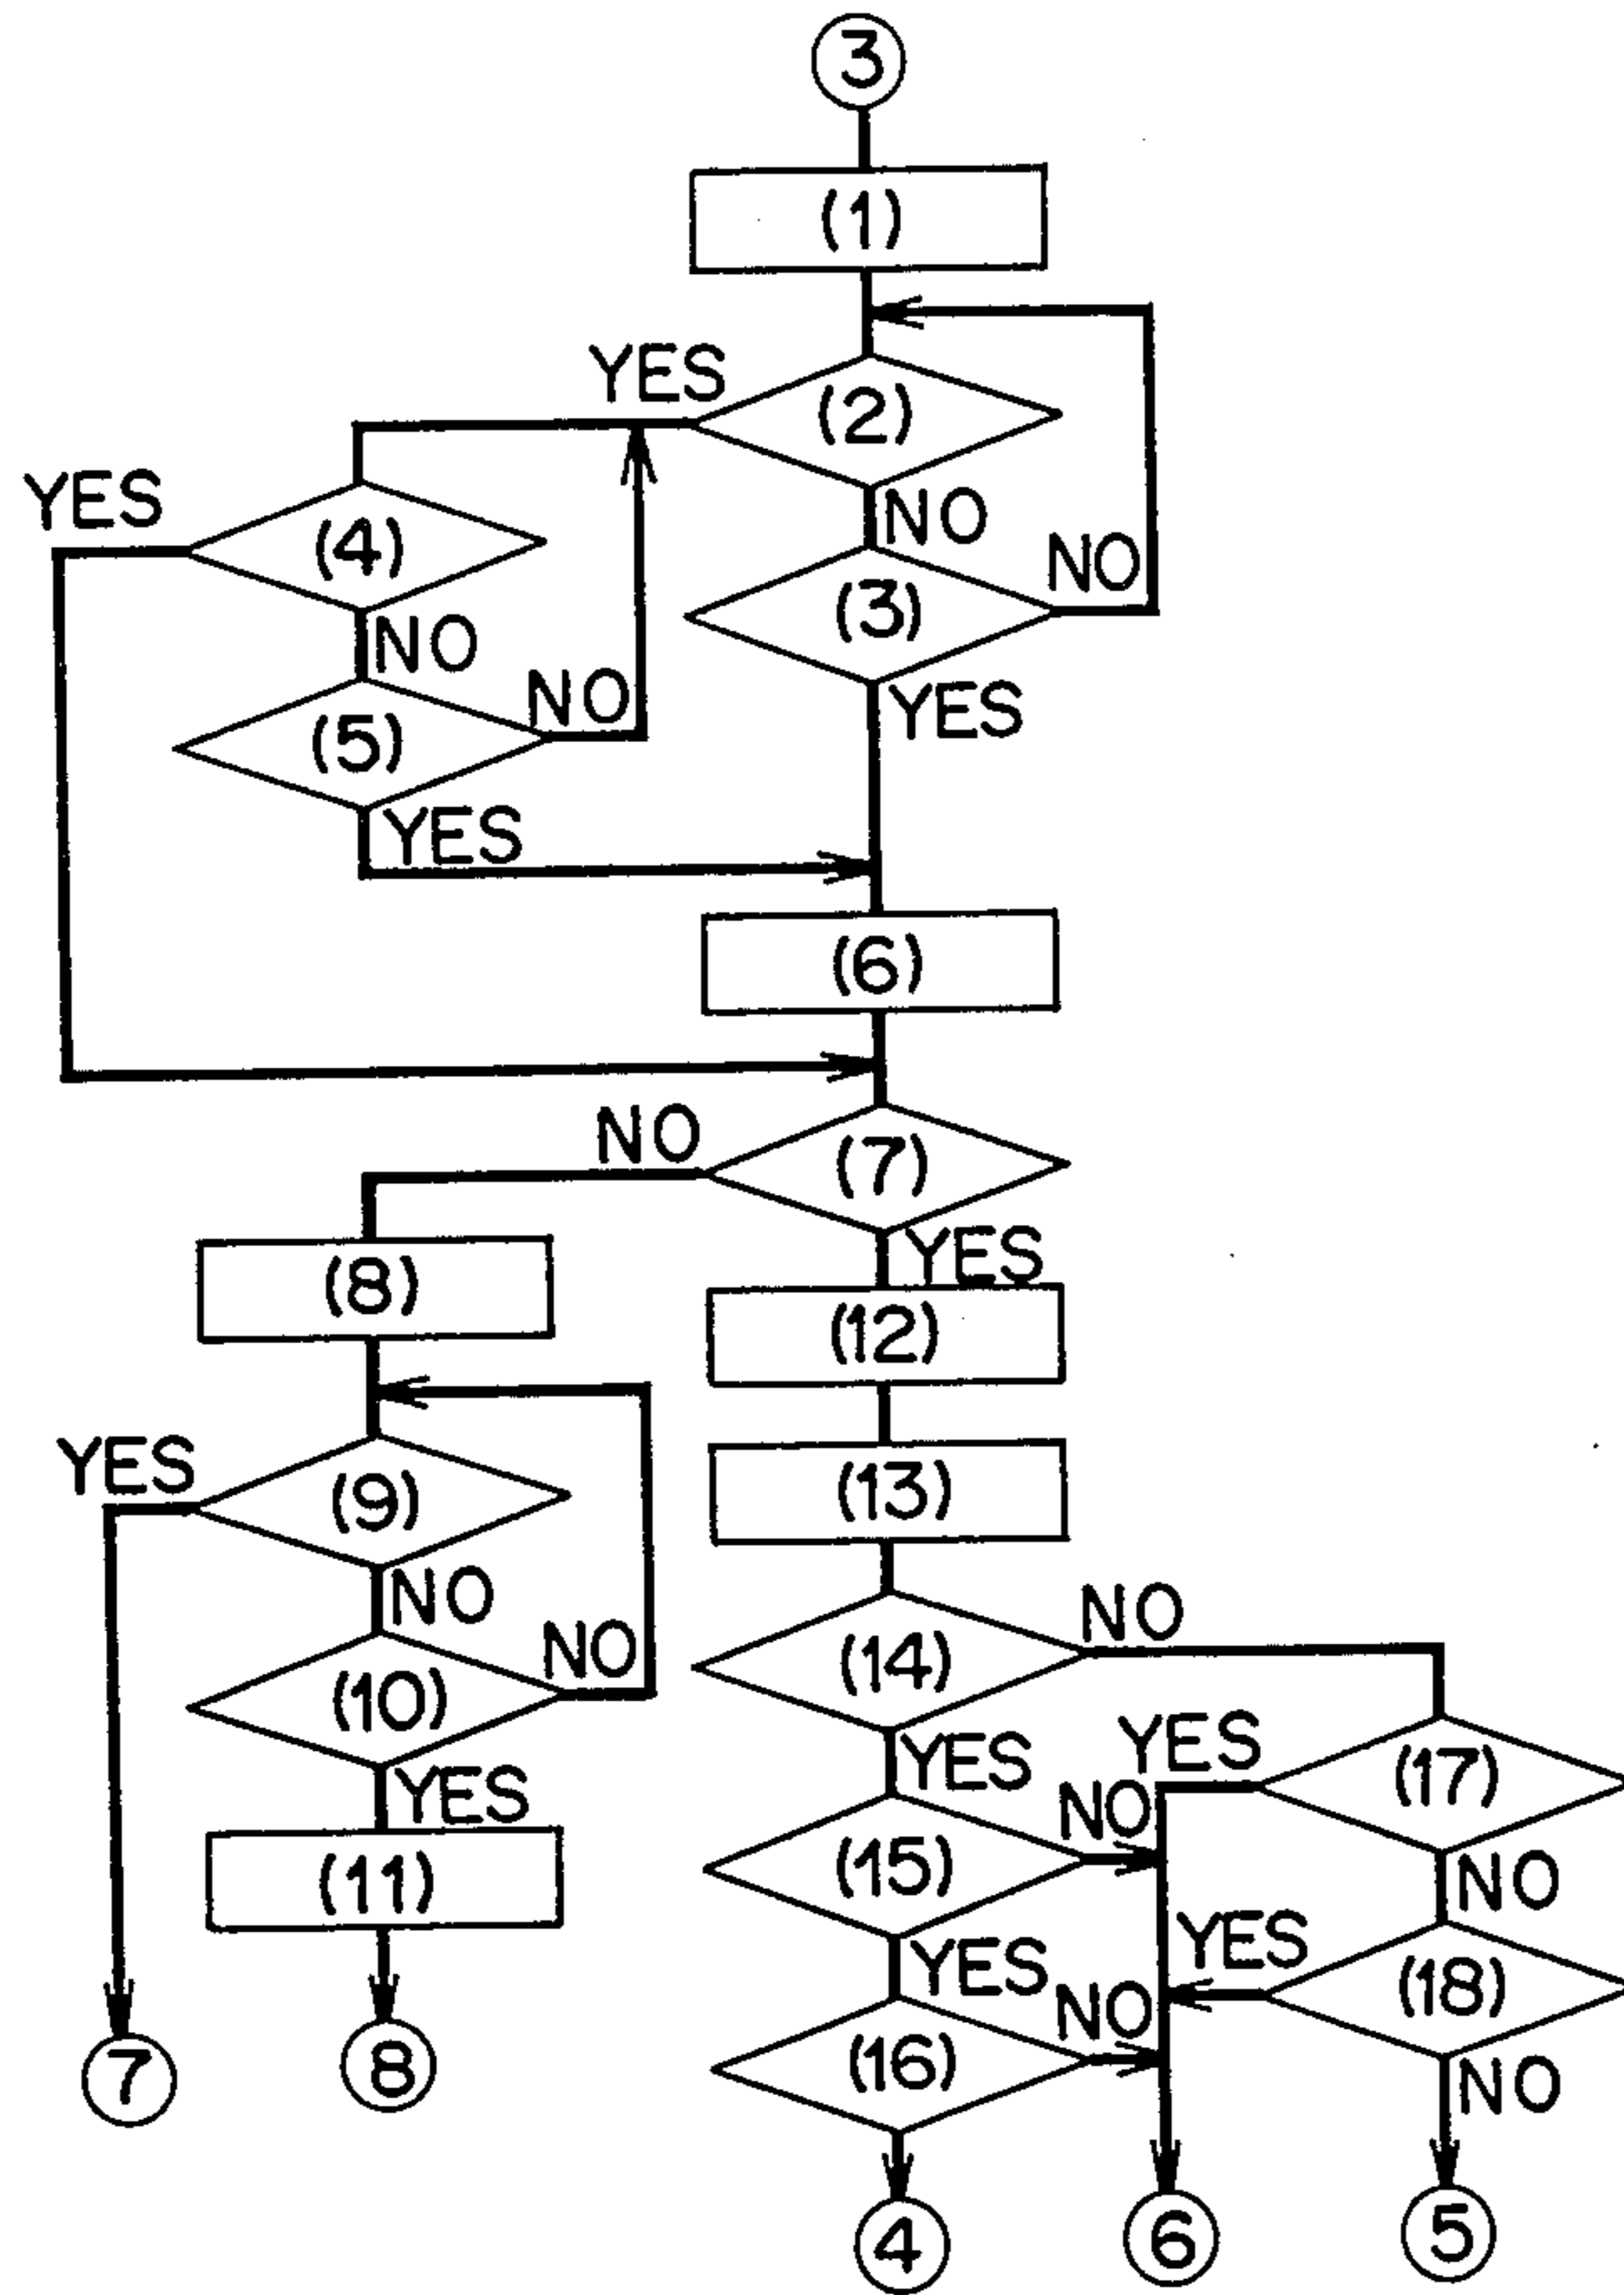 3
(1)
YES
(2)
YES
NO
(4)
NO
(3)
NO
NO
YES
(5)
YES
(6)
NO
(7)
YES
(8)
(12)
YES
(9)
(13)
NO
NO
NO
(14)
(10)
YES
YES
YES
NO
(17)
(15)
(11)
NO
YES
YES
NO
(18)
(16)
7
8
NO
4
6
5